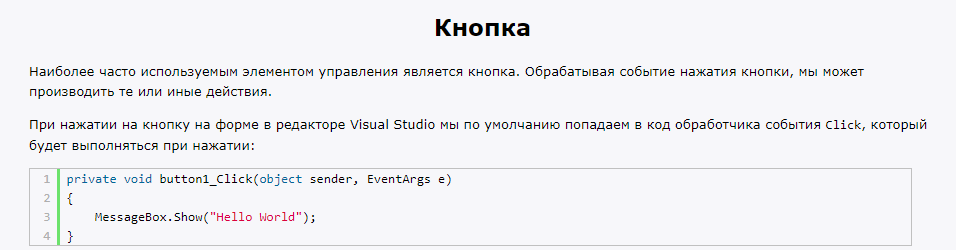 Кнопка
Наиболее часто используемым элементом управления является кнопка. Обрабатывая событие нажатия кнопки, мы может
производить те или иные действия.
При нажатии на кнопку на форме в редакторе Visual Studio мы по умолчанию попадаем в код обработчика события Click, который
будет выполняться при нажатии:
1 private void button1_Click(object sender, EventArgs e)
2 {
3     MessageBox.Show("Hello World");
4 }